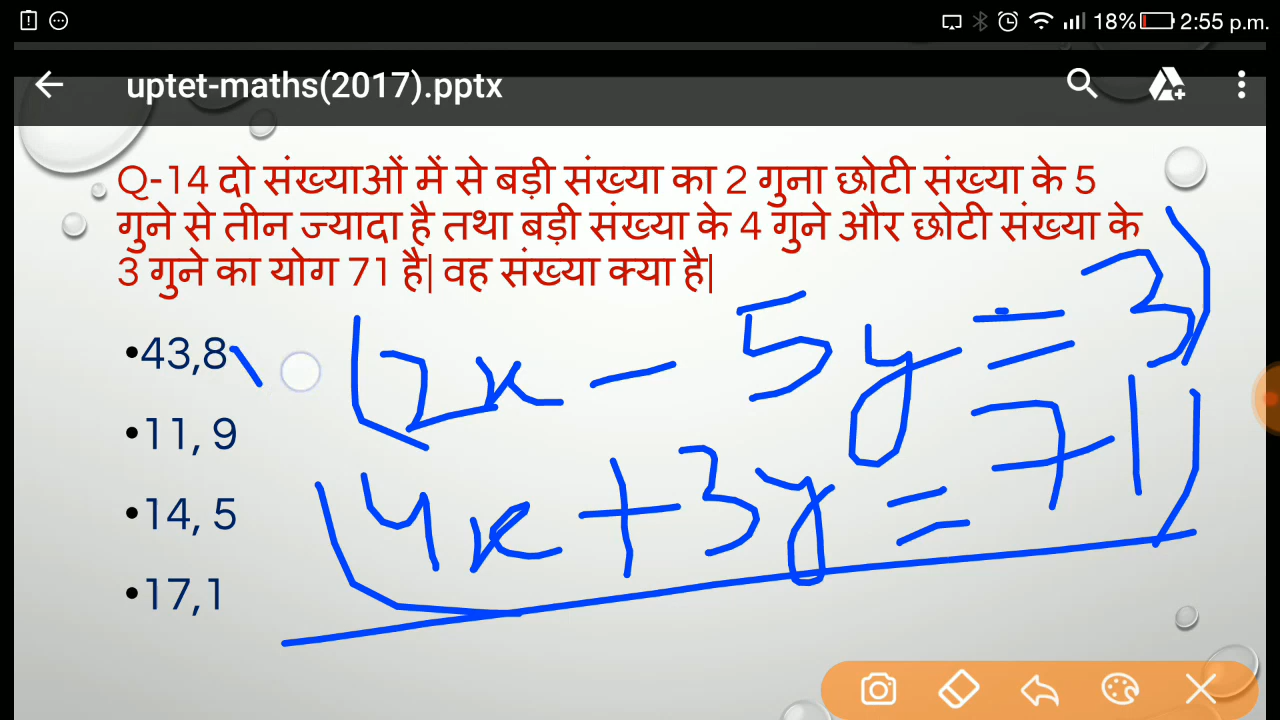 18% 2:55 p.m.
uptet-maths(2017).pptx
Q-14 दो संख्याओं में से बड़ी संख्या का 2 गुना छोटी संख्या के 5
गुने से तीन ज्यादा है तथा बड़ी संख्या के 4 गुने और छोटी संख्या के
3 गुने का योग 71 है| वह संख्या क्या है|
•43,8
2x - 5y = 3)
•11, 9
4x+3y = 71)
•14, 5
•17,1